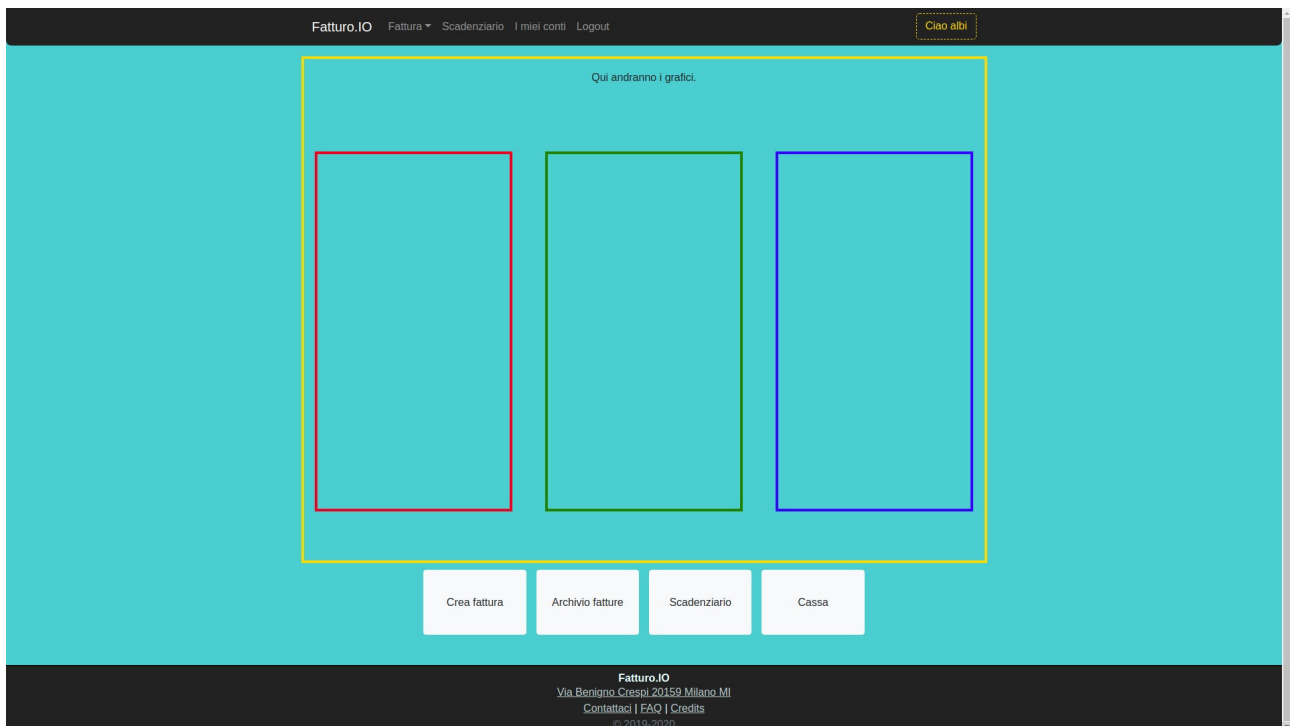 Fatturo.IO Fattura Scadenziario I miei conti Logout Ciao albi
Qui andranno i grafici.
Crea fattura Archivio fatture Scadenziario Cassa
Fatturo.IO
Via Benigno Crespi 20159 Milano MI
Contattaci | FAQ | Credits
© 2019-2020